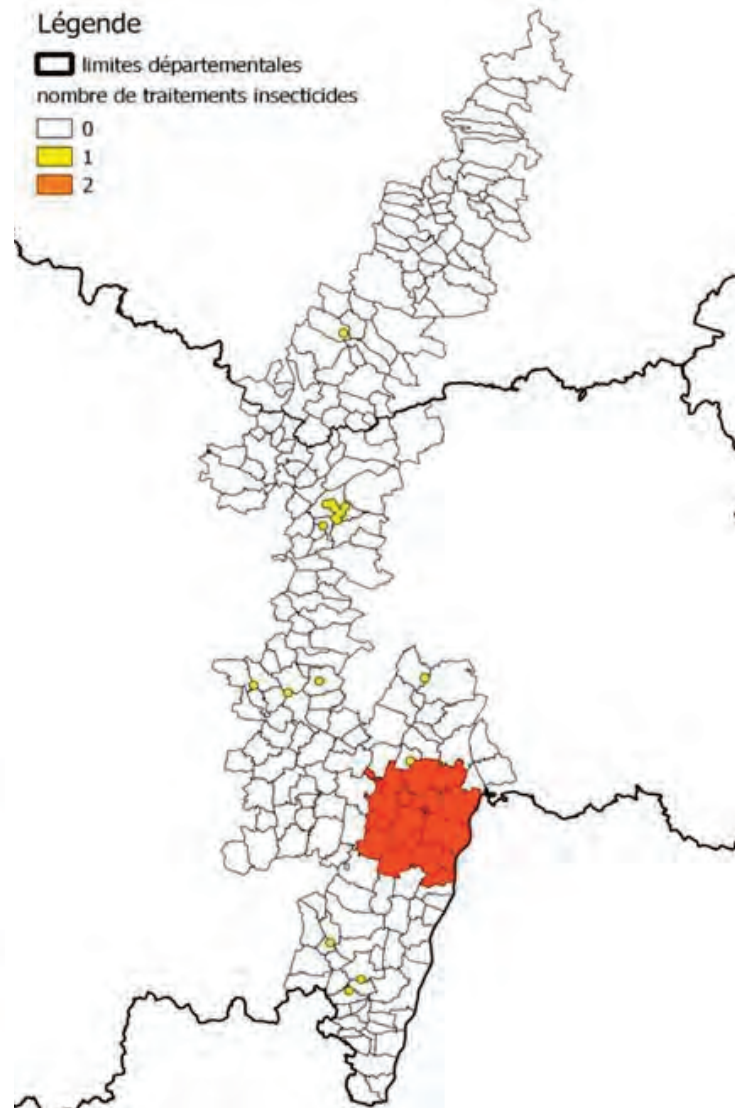 Légende
limites départementales
nombre de traitements insecticides
0
1
2